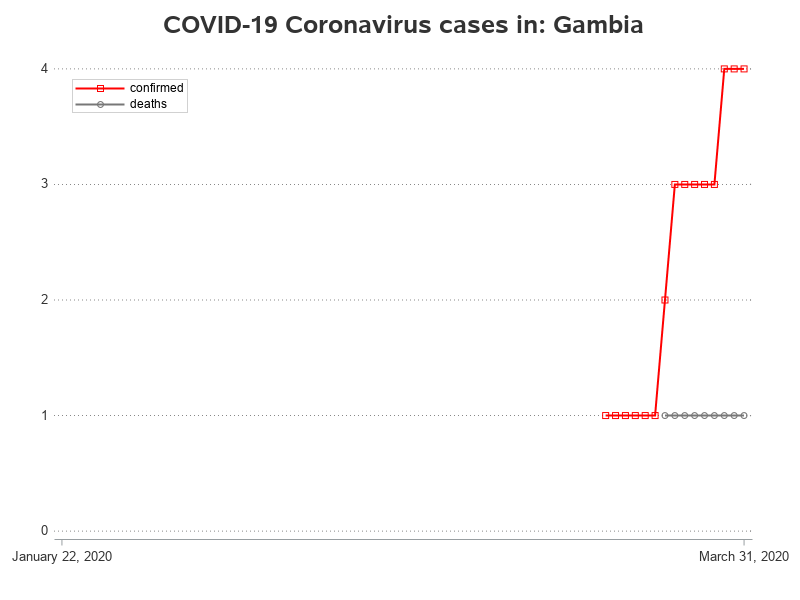 COVID-19 Coronavirus cases in: Gambia
confirmed
deaths
4
3
2
1
0
January 22, 2020
March 31, 2020